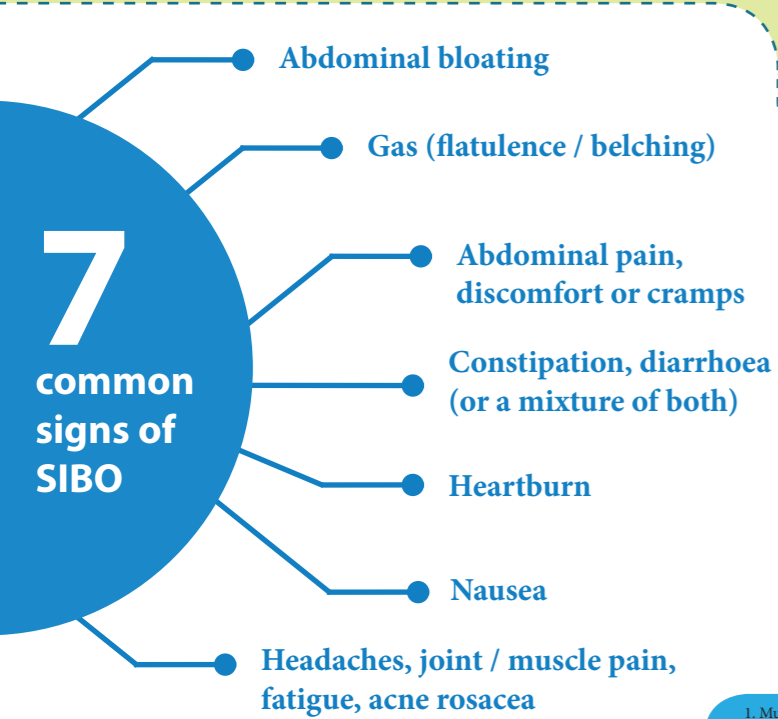 Abdominal bloating
Gas (flatulence / belching)
7
common
signs of
SIBO
Abdominal pain,
discomfort or cramps
Constipation, diarrhoea
(or a mixture of both)
Heartburn
Nausea
Headaches, joint / muscle pain,
fatigue, acne rosacea
1.